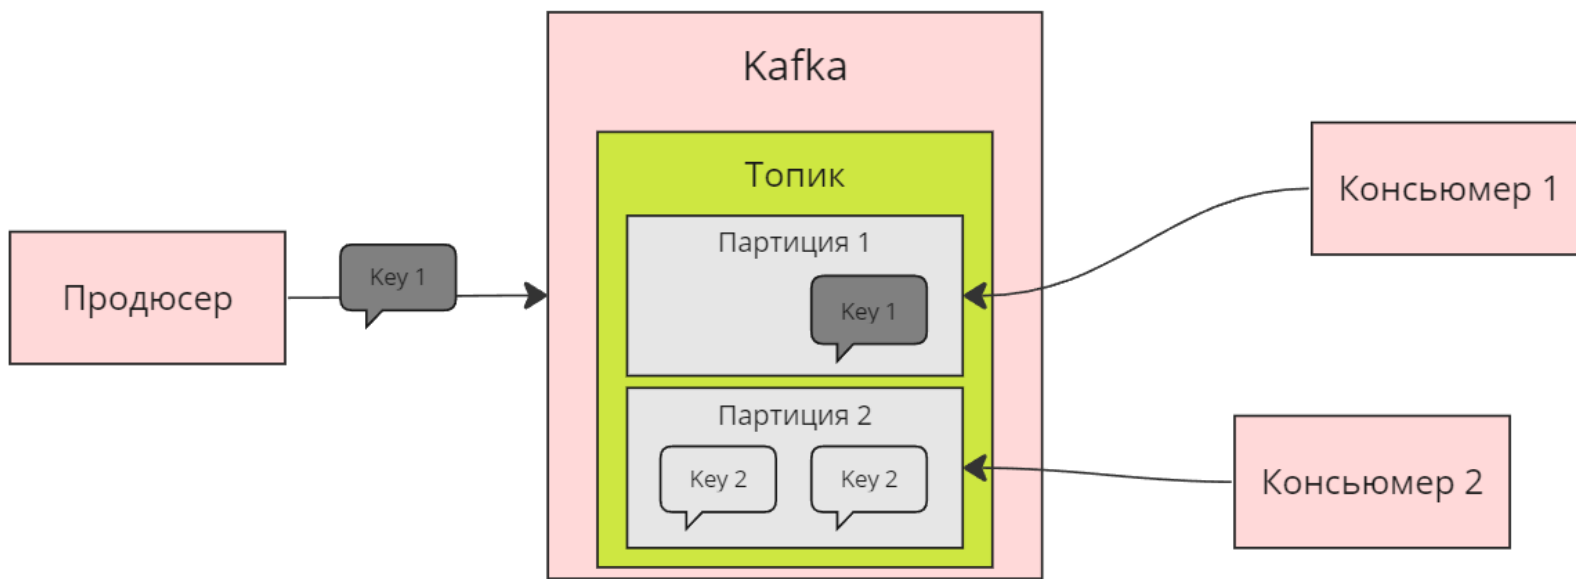 Kafka
Топик
Партиция 1
Key 1
Партиция 2
Key 2
Key 2
Продюсер
Key 1
Консьюмер 1
Консьюмер 2